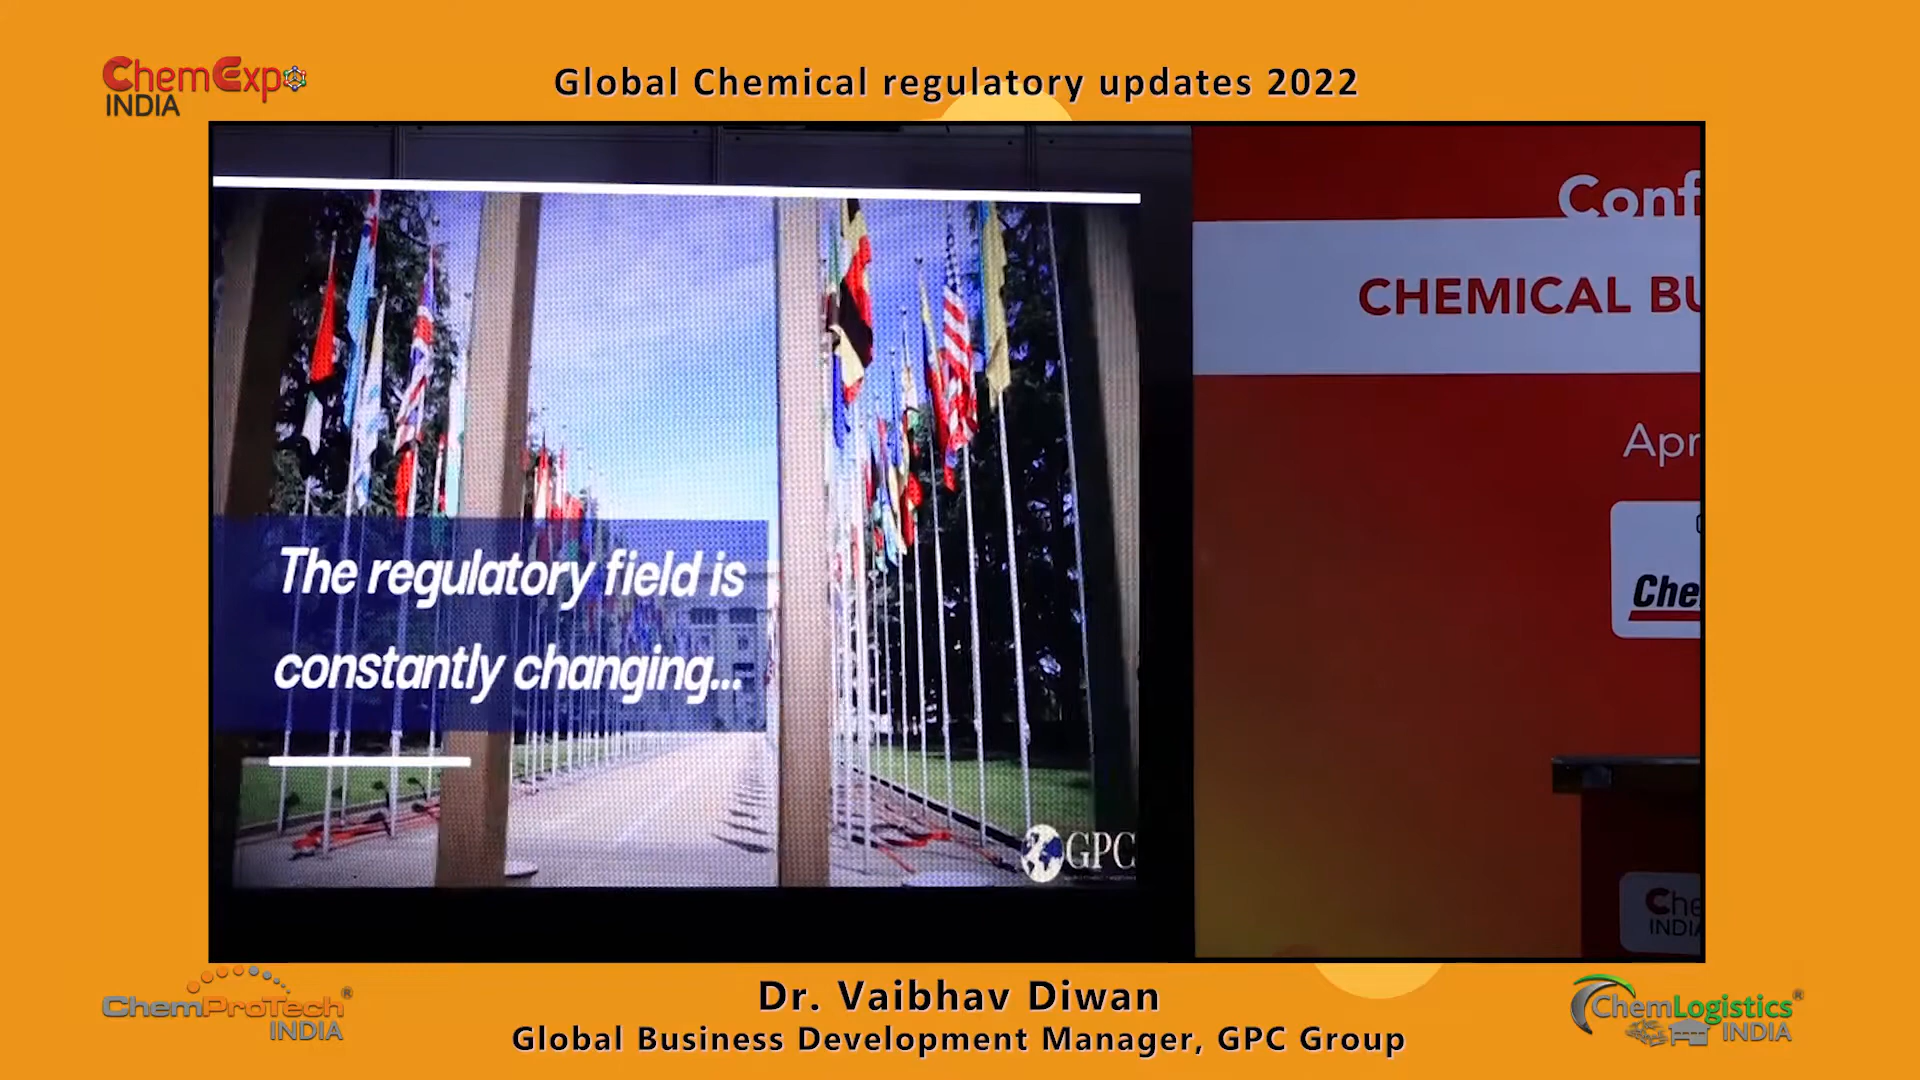 ChemExpo
INDIA
Global Chemical regulatory updates 2022
Conf
CHEMICAL BU
Apr
Che
The regulatory field is
constantly changing...
GPC
Che
INDIA
ChemProTech®
INDIA
Dr. Vaibhav Diwan
Global Business Development Manager, GPC Group
ChemLogistics®
INDIA